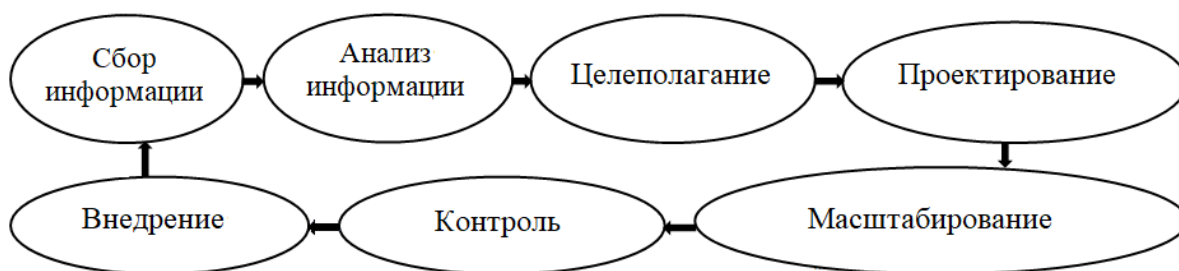 Сбор
информации
Анализ
информации
Целеполагание
Проектирование
Масштабирование
Контроль
Внедрение